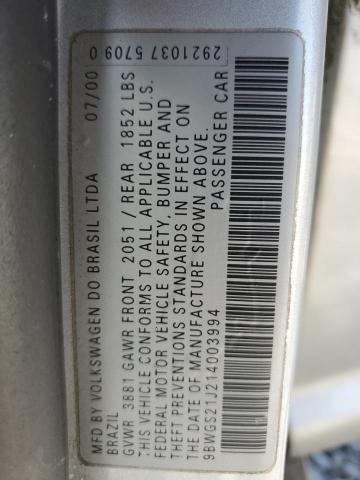 MFD BY VOLKSWAGEN DO BRASIL LTDA 07/00 2921037 5709 0
BRAZIL
GVWR 3881 GAWR FRONT 2051 / REAR 1852 LBS
THIS VEHICLE CONFORMS TO ALL APPLICABLE U.S.
FEDERAL MOTOR VEHICLE SAFETY, BUMPER AND
THEFT PREVENTIONS STANDARDS IN EFFECT ON
THE DATE OF MANUFACTURE SHOWN ABOVE.
9BWGS21J214003994 PASSENGER CAR